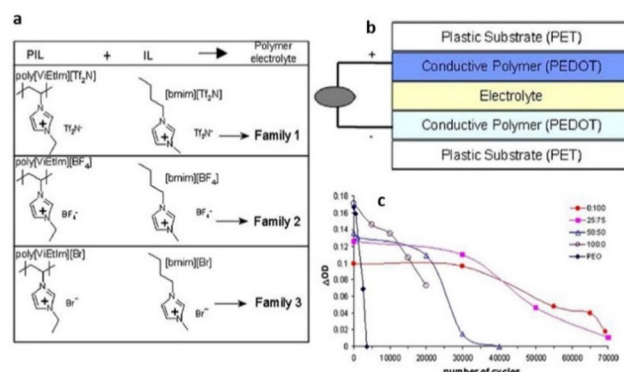 a
PIL + IL Polymer electrolyte
poly[ViEtIm][Tf₂N]
[bmim][Tf₂N]
Tf₂N⁻
Tf₂N⁻
Family 1
poly[ViEtIm][BF₄]
[bmim][BF₄]
BF₄⁻
BF₄⁻
Family 2
poly[ViEtIm][Br]
[bmim][Br]
Br⁻
Br⁻
Family 3
b
Plastic Substrate (PET)
+
Conductive Polymer (PEDOT)
Electrolyte
-
Conductive Polymer (PEDOT)
Plastic Substrate (PET)
c
0.18
0.16
0.14
0.12
0.1
0.08
0.06
0.04
0.02
0
ΔOD
0:100
25:75
50:50
100:0
PEO
0 10000 20000 30000 40000 50000 60000 70000
number of cycles